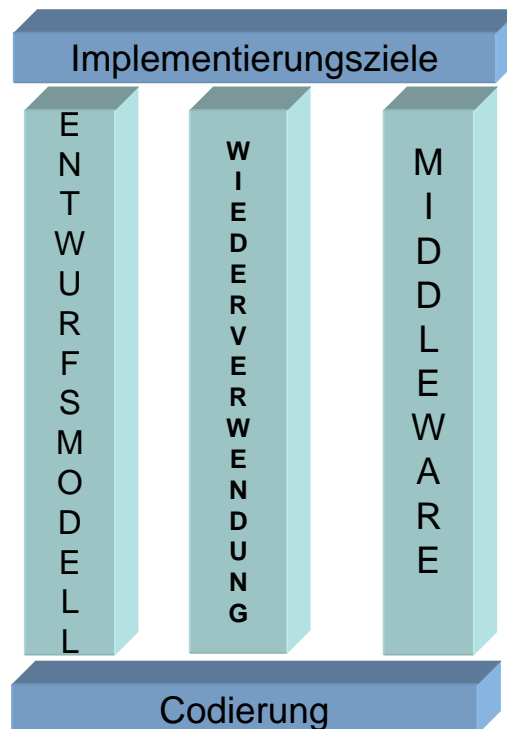 Implementierungsziele
ENTWURFSMODELL
WIEDERVERWENDUNG
MIDDLEWARE
Codierung